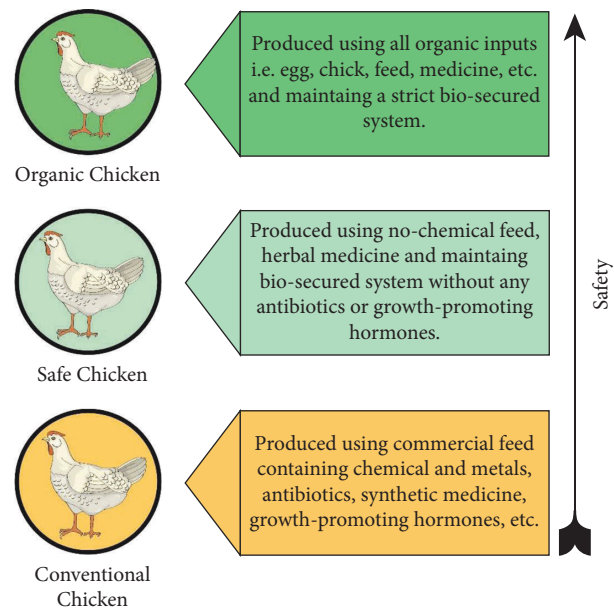 Produced using all organic inputs
i.e. egg, chick, feed, medicine, etc.
and maintaing a strict bio-secured
system.
Organic Chicken
Produced using no-chemical feed,
herbal medicine and maintaing
bio-secured system without any
antibiotics or growth-promoting
hormones.
Safe Chicken
Produced using commercial feed
containing chemical and metals,
antibiotics, synthetic medicine,
growth-promoting hormones, etc.
Conventional
Chicken
Safety